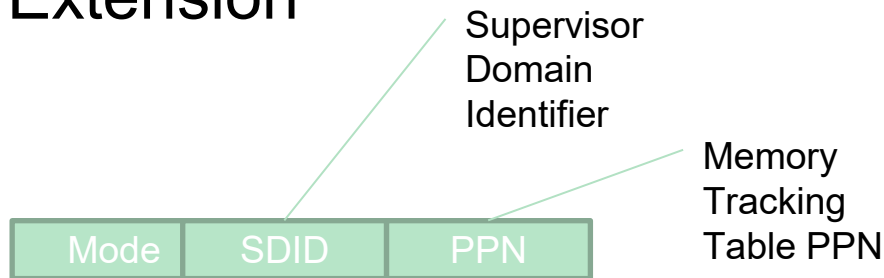 Extension
Supervisor
Domain
Identifier
Memory
Tracking
Table PPN
Mode SDID PPN